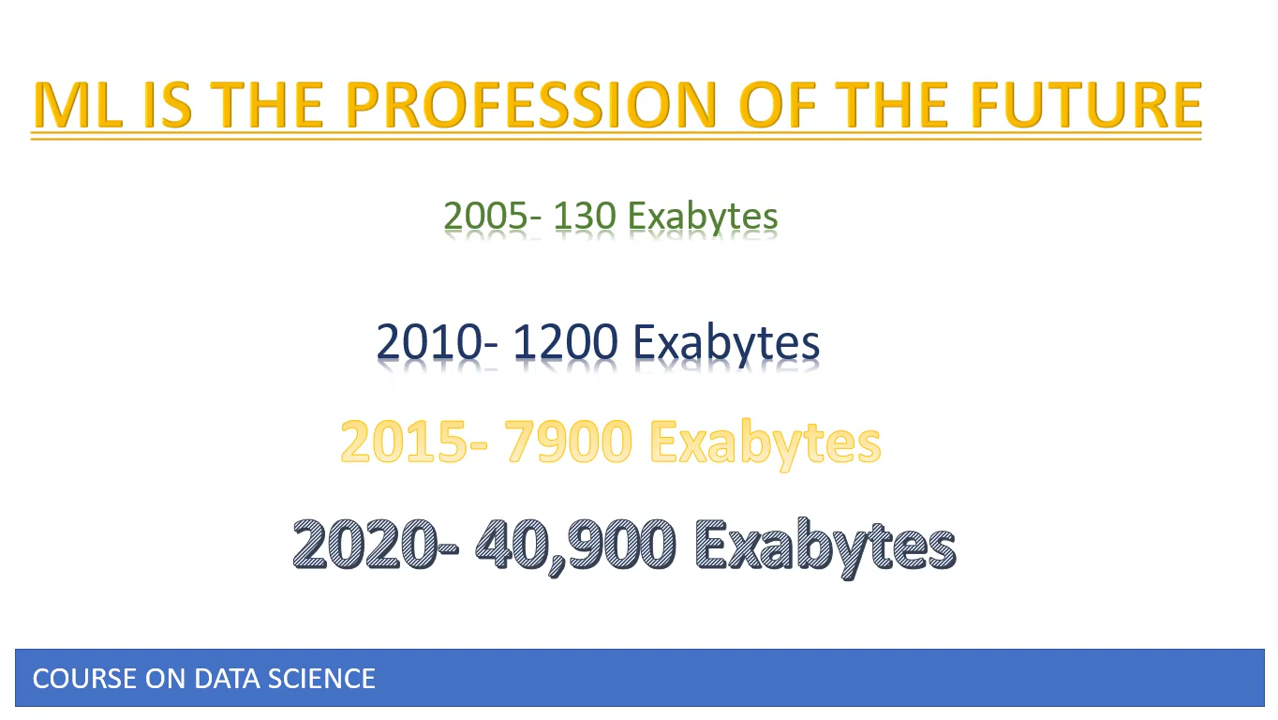 ML IS THE PROFESSION OF THE FUTURE
2005- 130 Exabytes
2010- 1200 Exabytes
2015- 7900 Exabytes
2020- 40,900 Exabytes
COURSE ON DATA SCIENCE